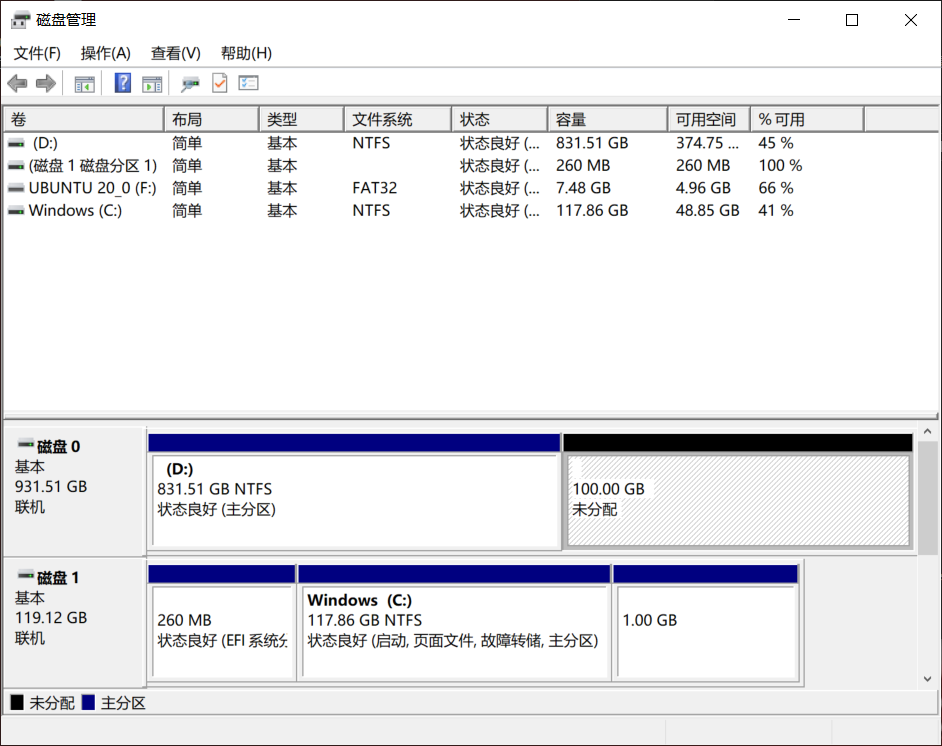 磁盘管理
文件(F) 操作(A) 查看(V) 帮助(H)
卷 布局 类型 文件系统 状态 容量 可用空间 % 可用
(D:) 简单 基本 NTFS 状态良好 (... 831.51 GB 374.75 ... 45 %
(磁盘 1 磁盘分区 1) 简单 基本 状态良好 (... 260 MB 260 MB 100 %
UBUNTU 20_0 (F:) 简单 基本 FAT32 状态良好 (... 7.48 GB 4.96 GB 66 %
Windows (C:) 简单 基本 NTFS 状态良好 (... 117.86 GB 48.85 GB 41 %
磁盘 0
基本
931.51 GB
联机
(D:)
831.51 GB NTFS
状态良好 (主分区)
100.00 GB
未分配
磁盘 1
基本
119.12 GB
联机
260 MB
状态良好 (EFI 系统分
Windows (C:)
117.86 GB NTFS
状态良好 (启动, 页面文件, 故障转储, 主分区)
1.00 GB
未分配 主分区